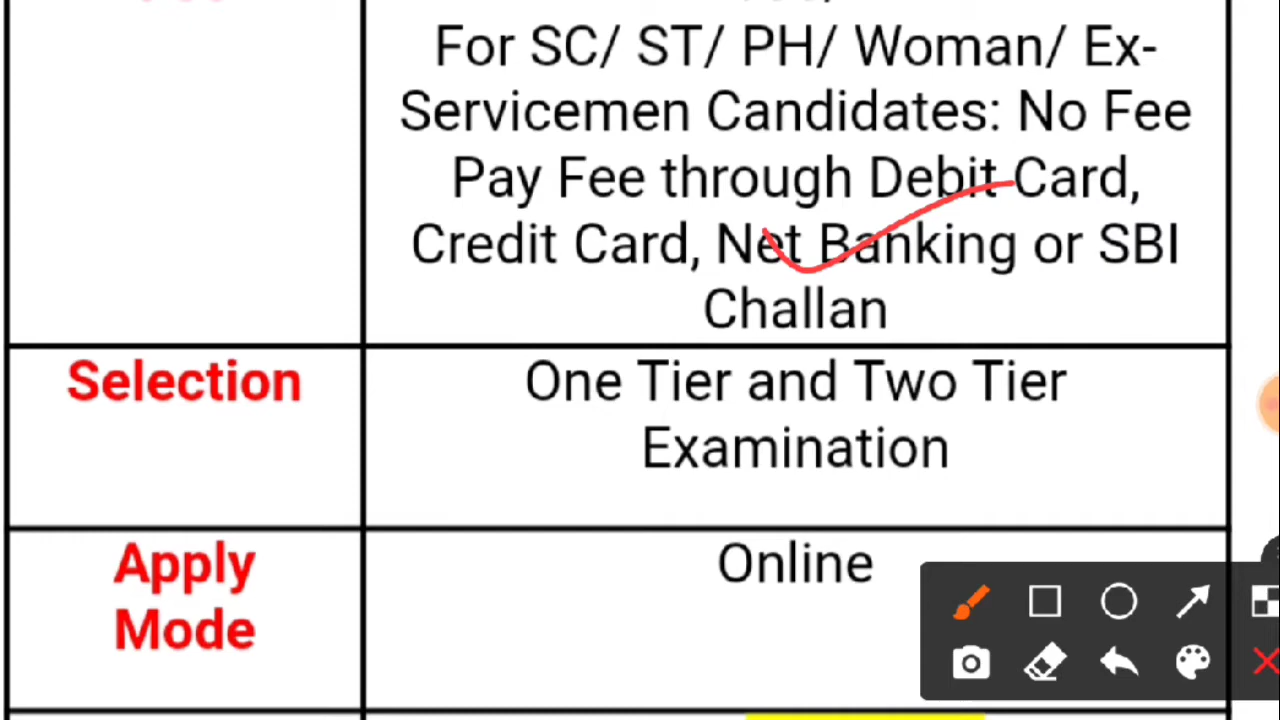 For SC/ ST/ PH/ Woman/ Ex-
Servicemen Candidates: No Fee
Pay Fee through Debit Card,
Credit Card, Net Banking or SBI
Challan
Selection
One Tier and Two Tier
Examination
Apply
Mode
Online